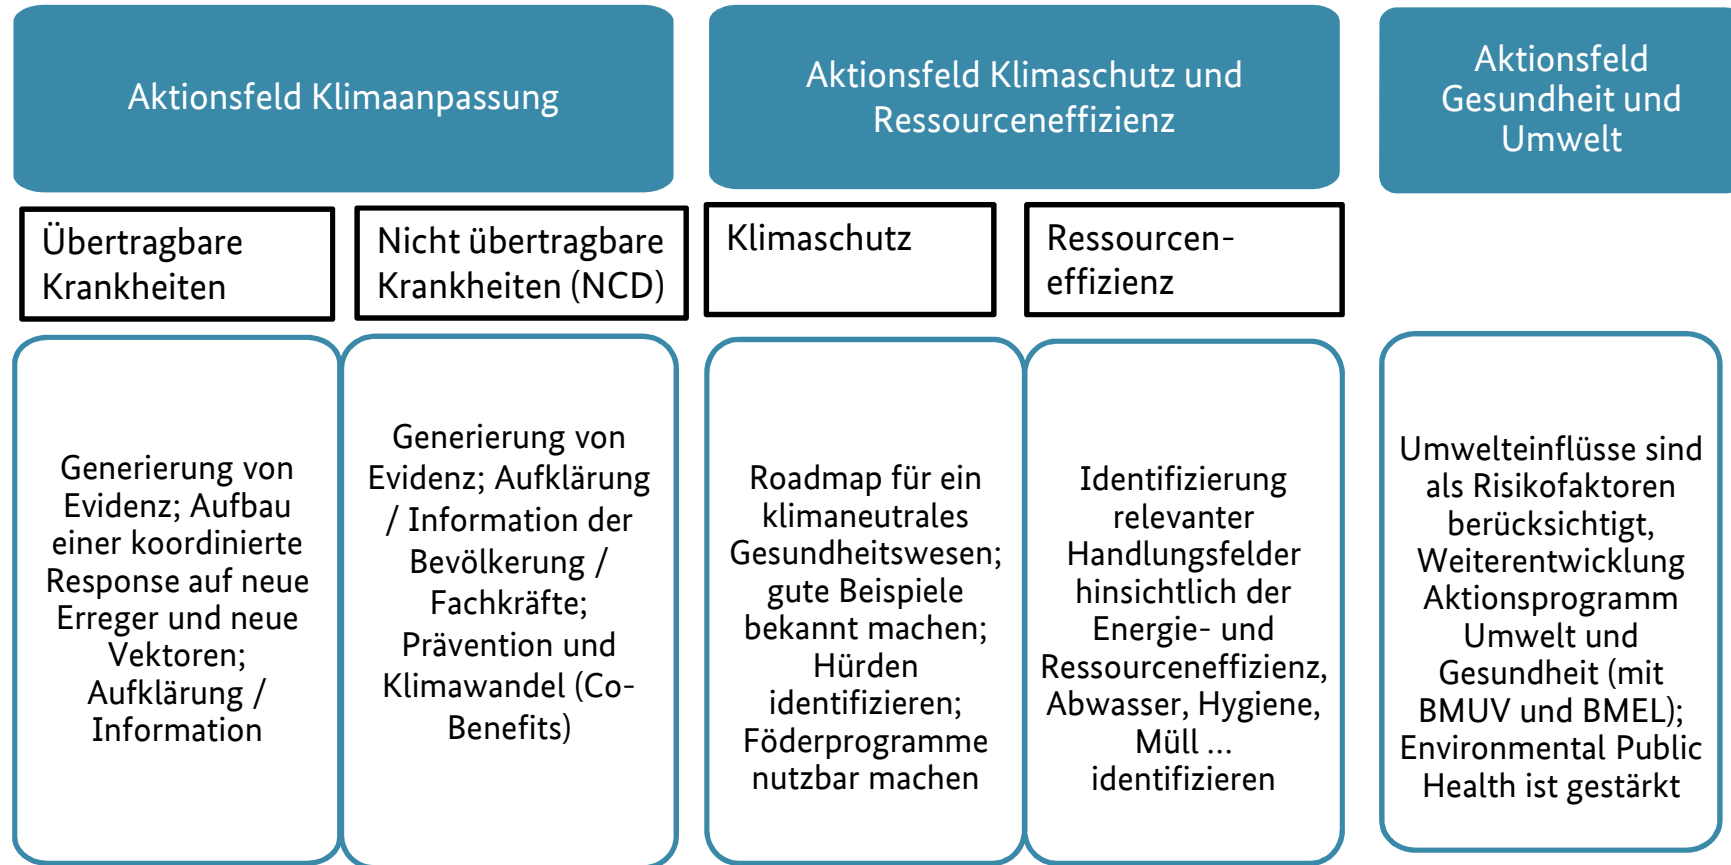 Aktionsfeld Klimaanpassung
Aktionsfeld Klimaschutz und
Ressourceneffizienz
Aktionsfeld
Gesundheit und
Umwelt
Übertragbare
Krankheiten
Nicht übertragbare
Krankheiten (NCD)
Klimaschutz
Ressourcen-
effizienz
Generierung von
Evidenz; Aufbau
einer koordinierte
Response auf neue
Erreger und neue
Vektoren;
Aufklärung /
Information
Generierung von
Evidenz; Aufklärung
/ Information der
Bevölkerung /
Fachkräfte;
Prävention und
Klimawandel (Co-
Benefits)
Roadmap für ein
klimaneutrales
Gesundheitswesen;
gute Beispiele
bekannt machen;
Hürden
identifizieren;
Föderprogramme
nutzbar machen
Identifizierung
relevanter
Handlungsfelder
hinsichtlich der
Energie- und
Ressourceneffizienz,
Abwasser, Hygiene,
Müll ...
identifizieren
Umwelteinflüsse sind
als Risikofaktoren
berücksichtigt,
Weiterentwicklung
Aktionsprogramm
Umwelt und
Gesundheit (mit
BMUV und BMEL);
Environmental Public
Health ist gestärkt